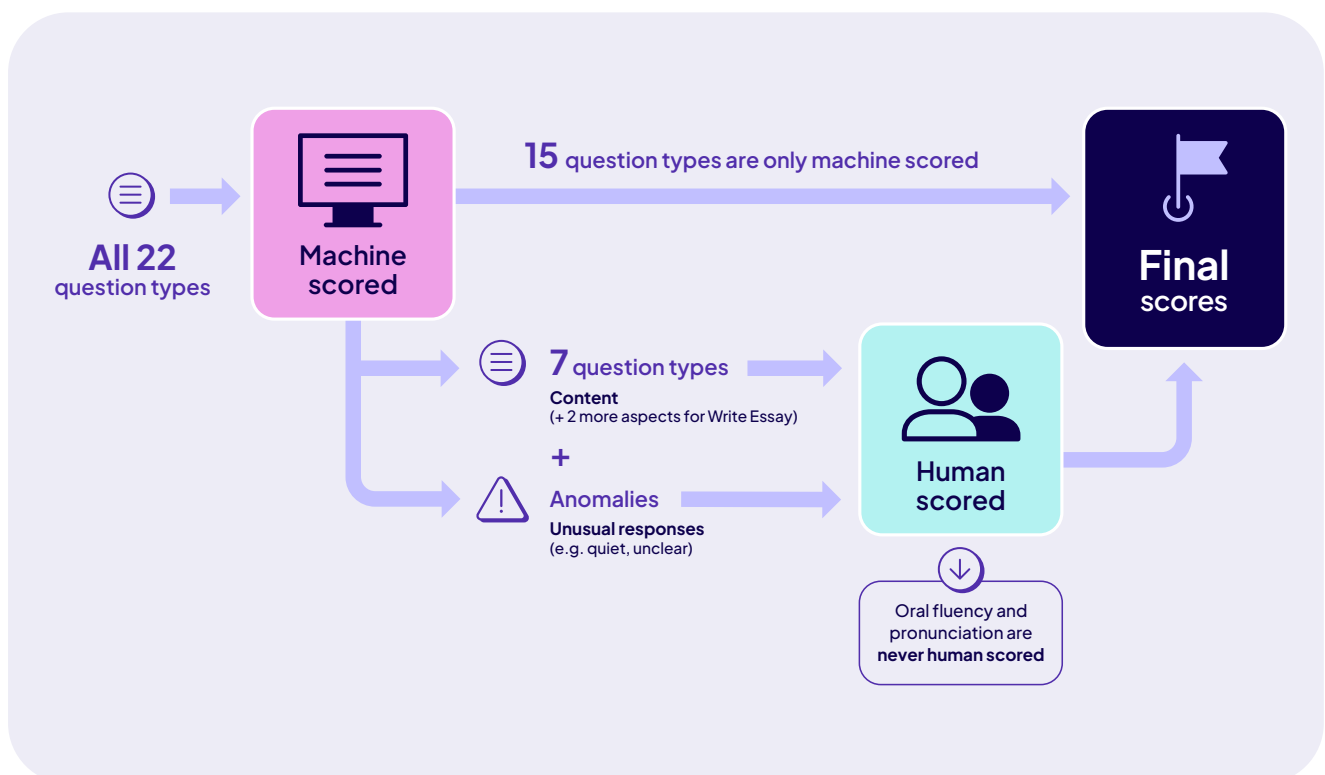 All 22
question types
Machine
scored
15 question types are only machine scored
Final
scores
7 question types
Content
(+ 2 more aspects for Write Essay)
+
Anomalies
Unusual responses
(e.g. quiet, unclear)
Human
scored
Oral fluency and
pronunciation are
never human scored